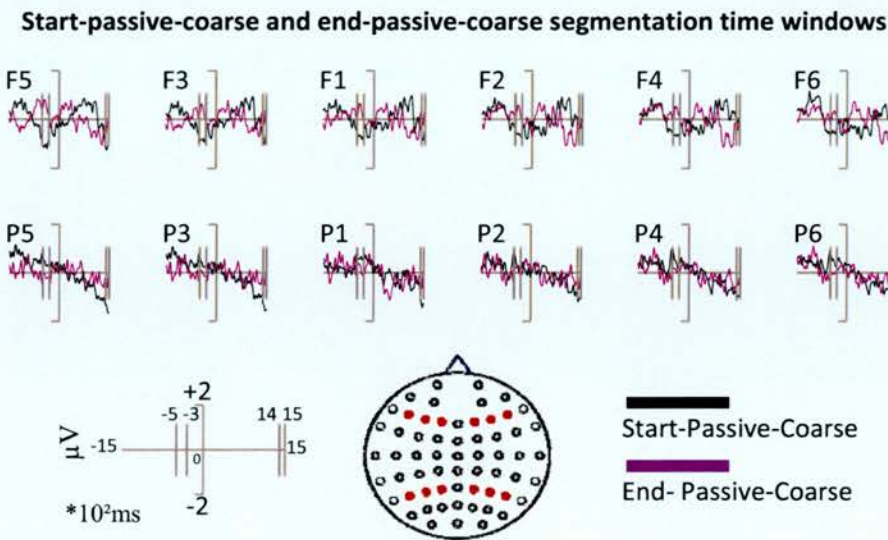 Start-passive-coarse and end-passive-coarse segmentation time windows
F5 F3 F1 F2 F4 F6
P5 P3 P1 P2 P4 P6
+2
-5 -3 14 15
µV -15 0 15
-2
*10²ms
Start-Passive-Coarse
End- Passive-Coarse